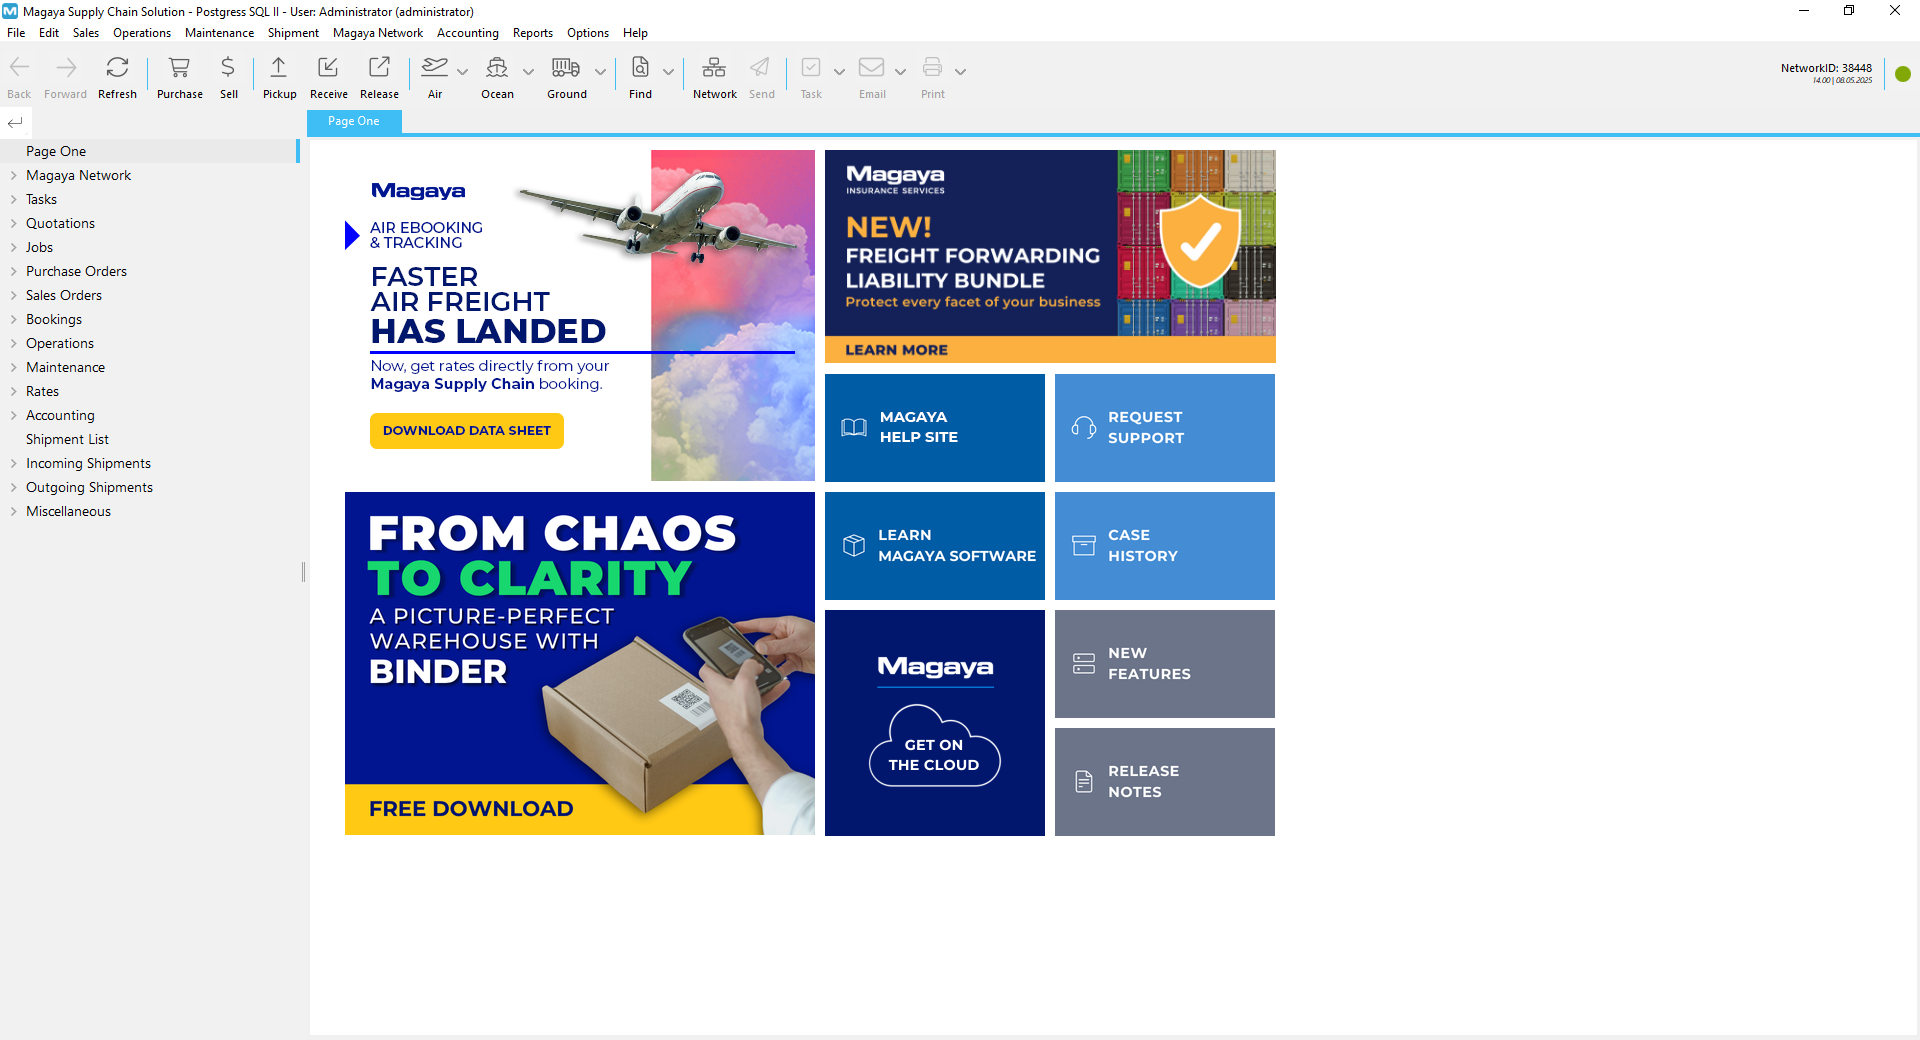 Magaya Supply Chain Solution - Postgress SQL II - User: Administrator (administrator)
File Edit Sales Operations Maintenance Shipment Magaya Network Accounting Reports Options Help
Back Forward Refresh Purchase Sell Pickup Receive Release Air Ocean Ground Find Network Send Task Email Print
NetworkID: 38448
14.00 | 08.05.2025
Page One
Page One
Magaya Network
Tasks
Quotations
Jobs
Purchase Orders
Sales Orders
Bookings
Operations
Maintenance
Rates
Accounting
Shipment List
Incoming Shipments
Outgoing Shipments
Miscellaneous
Magaya
AIR EBOOKING
& TRACKING
FASTER
AIR FREIGHT
HAS LANDED
Now, get rates directly from your
Magaya Supply Chain booking.
DOWNLOAD DATA SHEET
Magaya
INSURANCE SERVICES
NEW!
FREIGHT FORWARDING
LIABILITY BUNDLE
Protect every facet of your business
LEARN MORE
MAGAYA
HELP SITE
REQUEST
SUPPORT
FROM CHAOS
TO CLARITY
A PICTURE-PERFECT
WAREHOUSE WITH
BINDER
FREE DOWNLOAD
LEARN
MAGAYA SOFTWARE
CASE
HISTORY
Magaya
GET ON
THE CLOUD
NEW
FEATURES
RELEASE
NOTES